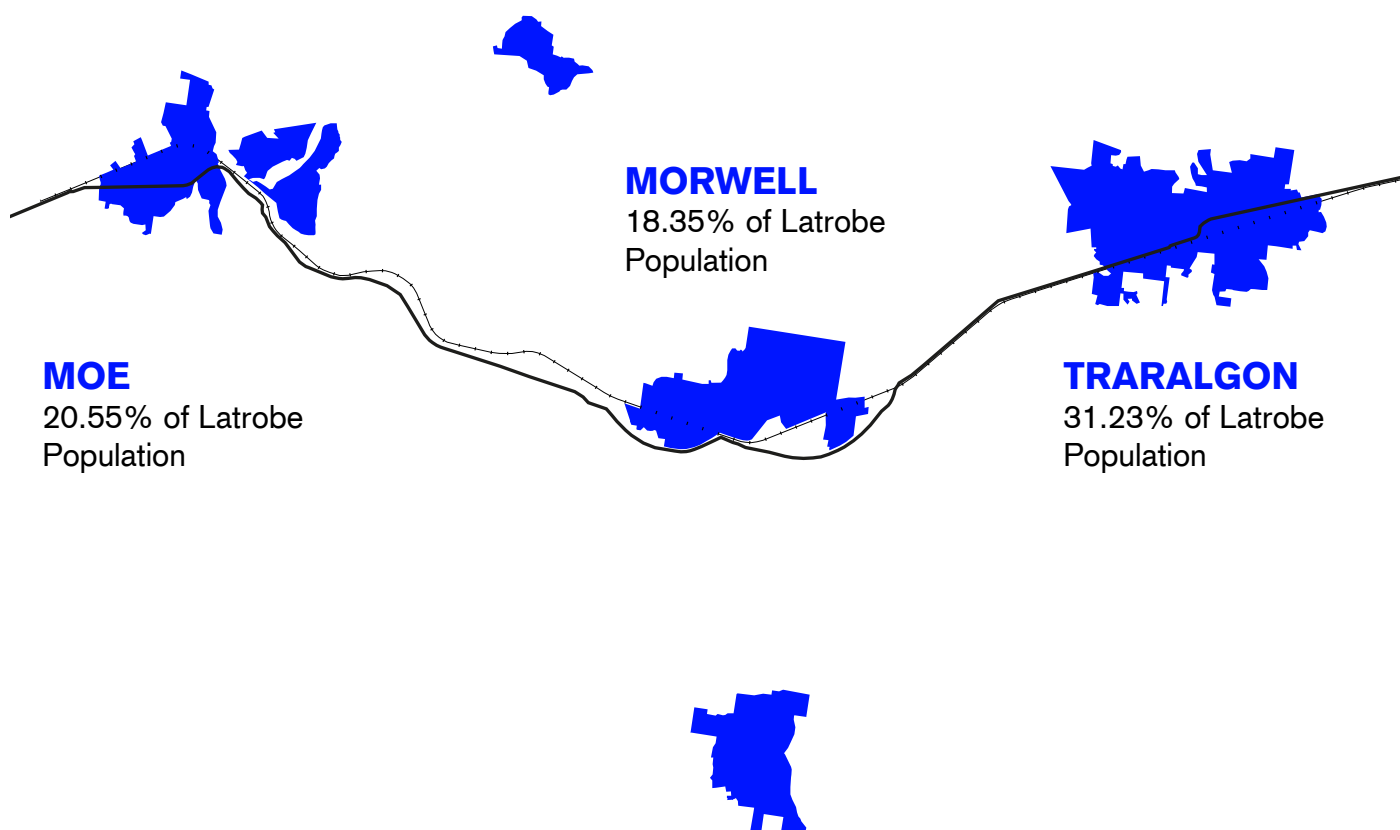 MORWELL
18.35% of Latrobe
Population
MOE
20.55% of Latrobe
Population
TRARALGON
31.23% of Latrobe
Population